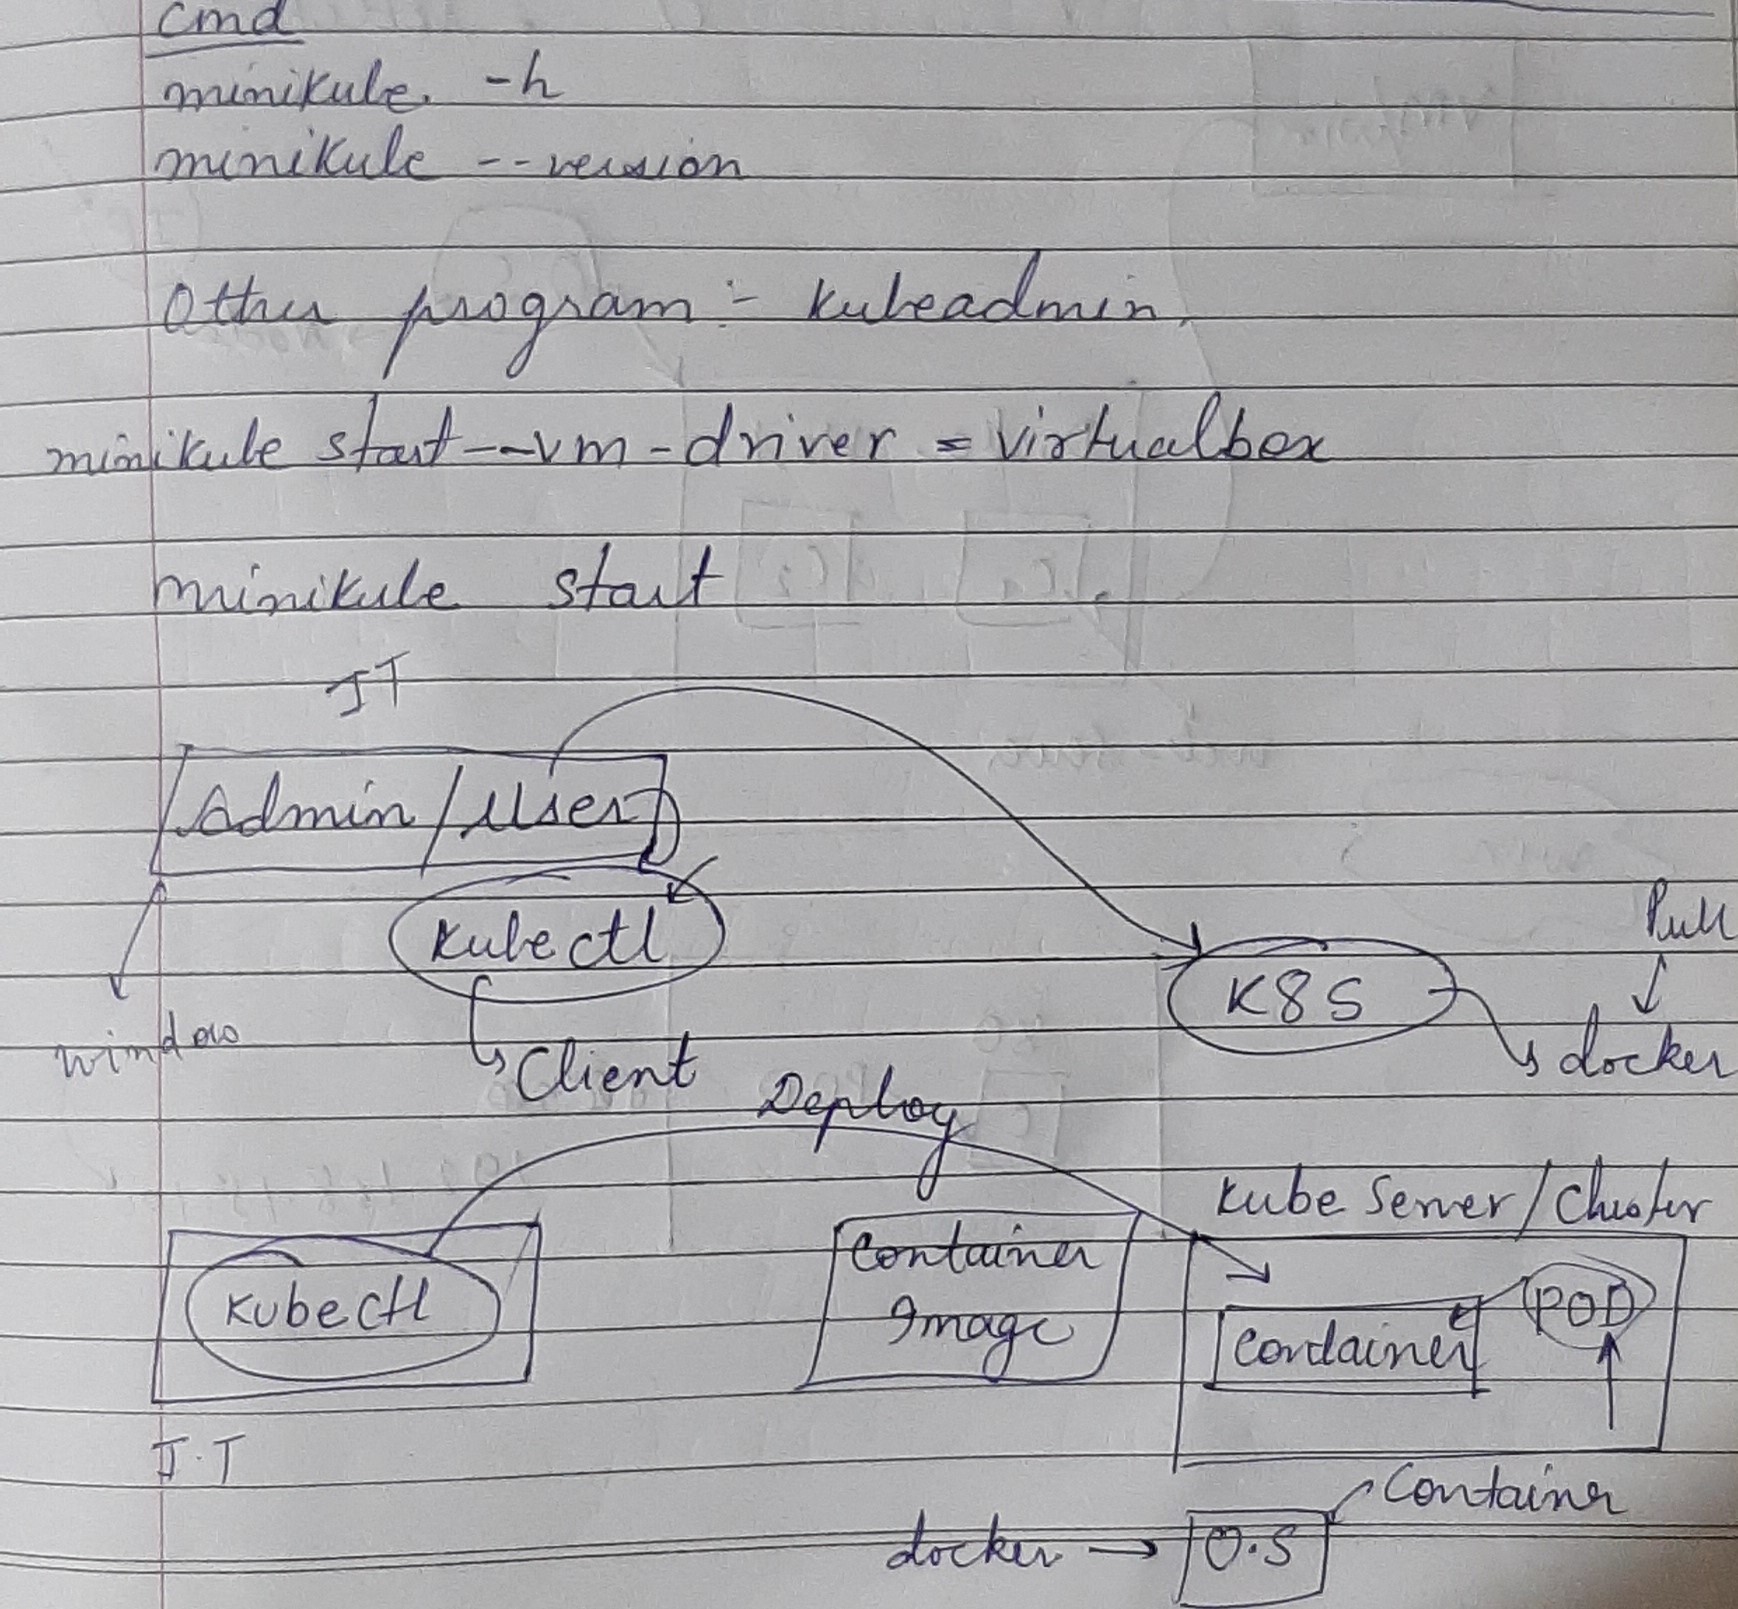 cmd
minikube -h
minikube --version
Other program :- kubeadmin
minikube start --vm-driver = virtualbox
minikube start
IT
Admin/User
kubectl
K8S
Pull
window
Client
docker
Deploy
Kube Server/Cluster
kubectl
Container
Image
POD
Container
I.T
Container
docker → O.S